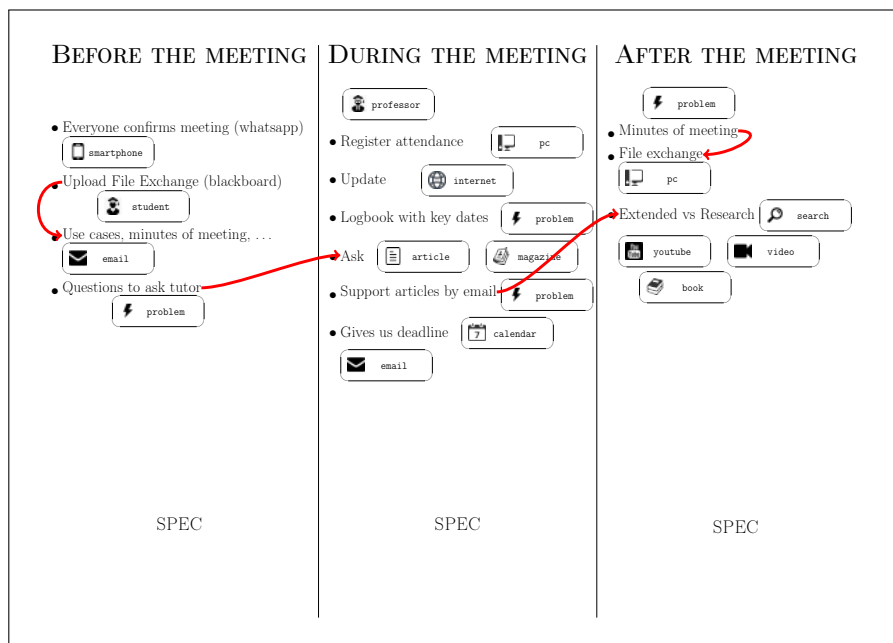 BEFORE THE MEETING
• Everyone confirms meeting (whatsapp)
smartphone
• Upload File Exchange (blackboard)
student
• Use cases, minutes of meeting, ...
email
• Questions to ask tutor
problem
SPEC
DURING THE MEETING
professor
• Register attendance pc
• Update internet
• Logbook with key dates problem
• Ask article magazine
• Support articles by email problem
• Gives us deadline 7 calendar
email
SPEC
AFTER THE MEETING
problem
• Minutes of meeting
• File exchange
pc
• Extended vs Research search
youtube video
book
SPEC